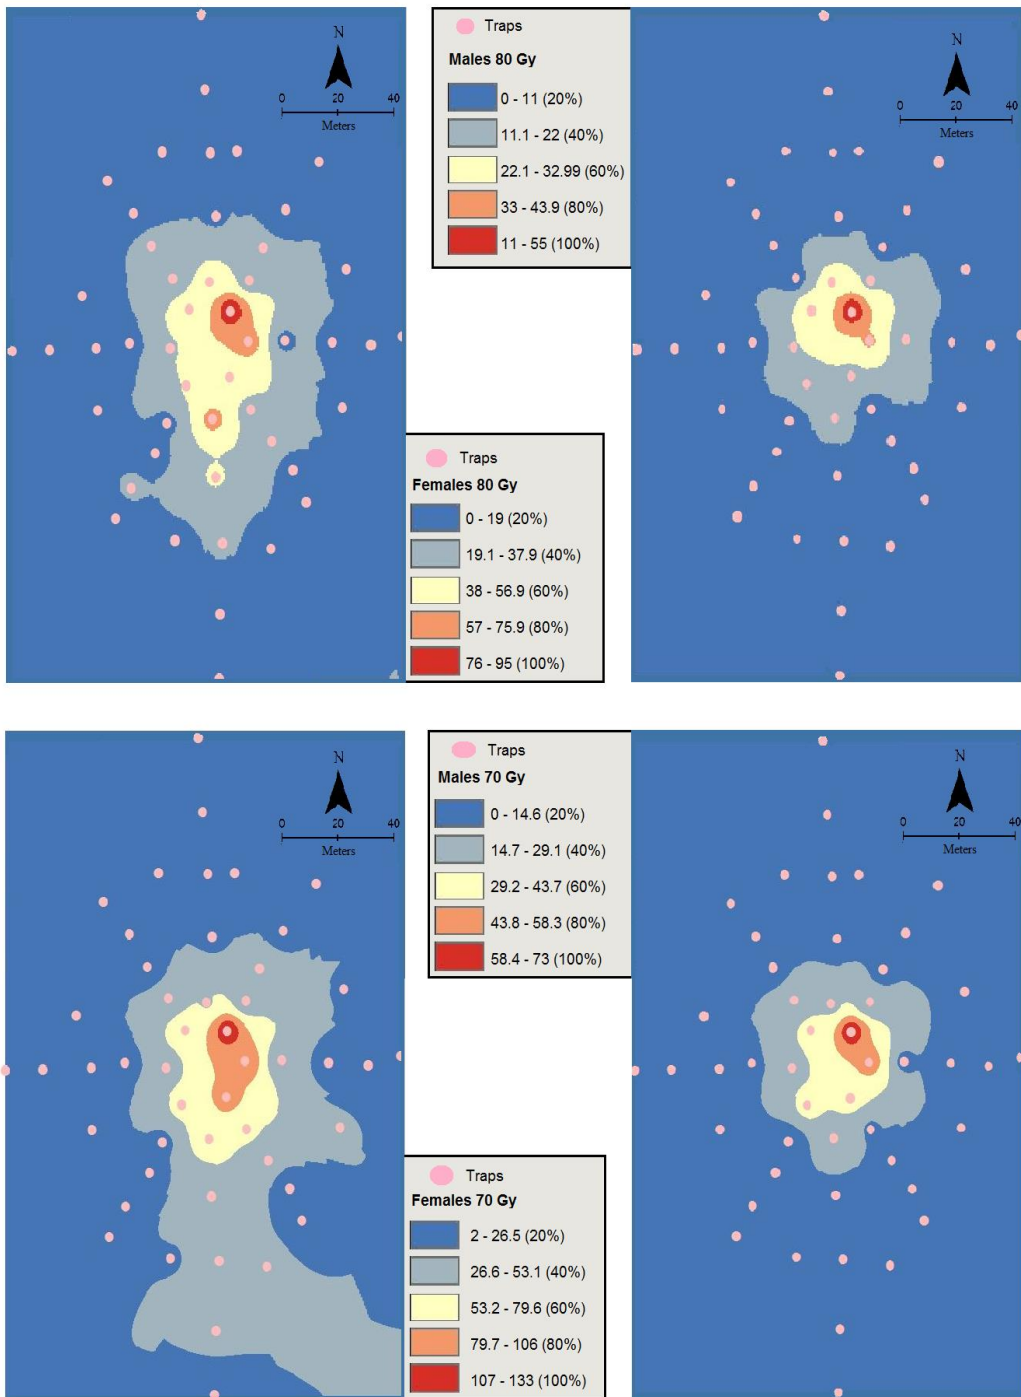 N
0 20 40
Meters
Traps
Males 80 Gy
0 - 11 (20%)
11.1 - 22 (40%)
22.1 - 32.99 (60%)
33 - 43.9 (80%)
11 - 55 (100%)
N
0 20 40
Meters
Traps
Females 80 Gy
0 - 19 (20%)
19.1 - 37.9 (40%)
38 - 56.9 (60%)
57 - 75.9 (80%)
76 - 95 (100%)
N
0 20 40
Meters
Traps
Males 70 Gy
0 - 14.6 (20%)
14.7 - 29.1 (40%)
29.2 - 43.7 (60%)
43.8 - 58.3 (80%)
58.4 - 73 (100%)
N
0 20 40
Meters
Traps
Females 70 Gy
2 - 26.5 (20%)
26.6 - 53.1 (40%)
53.2 - 79.6 (60%)
79.7 - 106 (80%)
107 - 133 (100%)